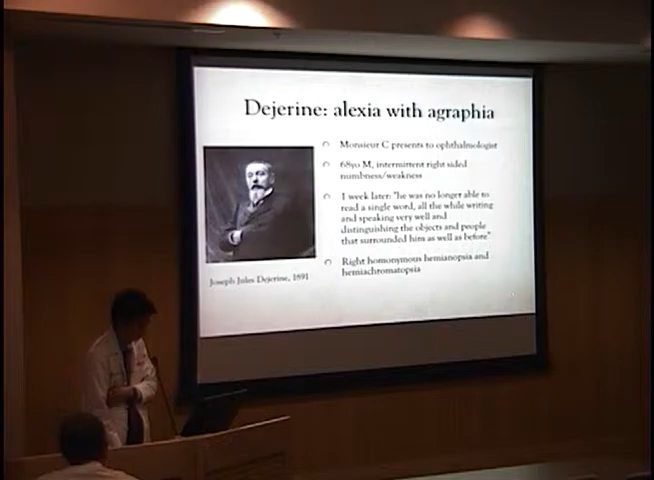 Dejerine: alexia with agraphia
Monsieur C presents to ophthalmologist
68yo M, intermittent right sided
numbness/weakness
1 week later: "he was no longer able to
read a single word, all the while writing
and speaking very well and
distinguishing the objects and people
that surrounded him as well as before"
Right homonymous hemianopsia and
hemiachromatopsia
Joseph Jules Dejerine, 1891